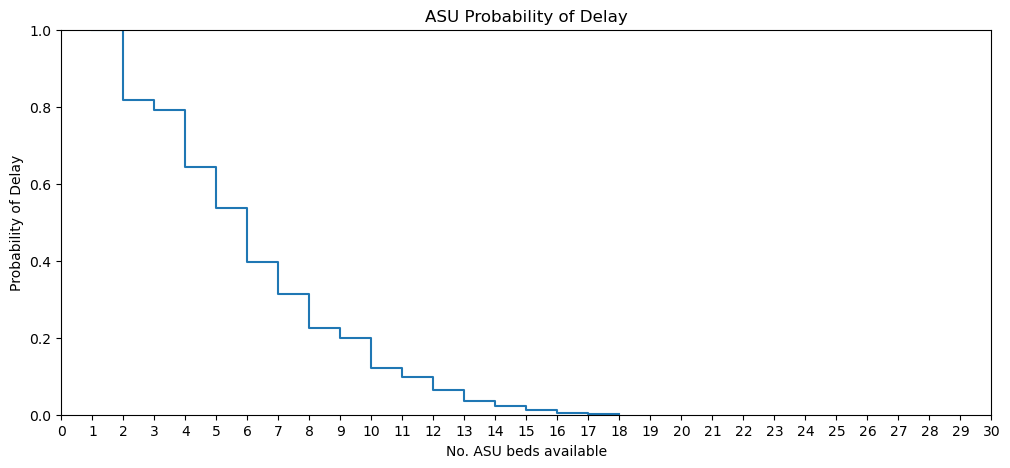 ASU Probability of Delay
1.0
0.8
0.6
0.4
0.2
0.0
Probability of Delay
0 1 2 3 4 5 6 7 8 9 10 11 12 13 14 15 16 17 18 19 20 21 22 23 24 25 26 27 28 29 30
No. ASU beds available